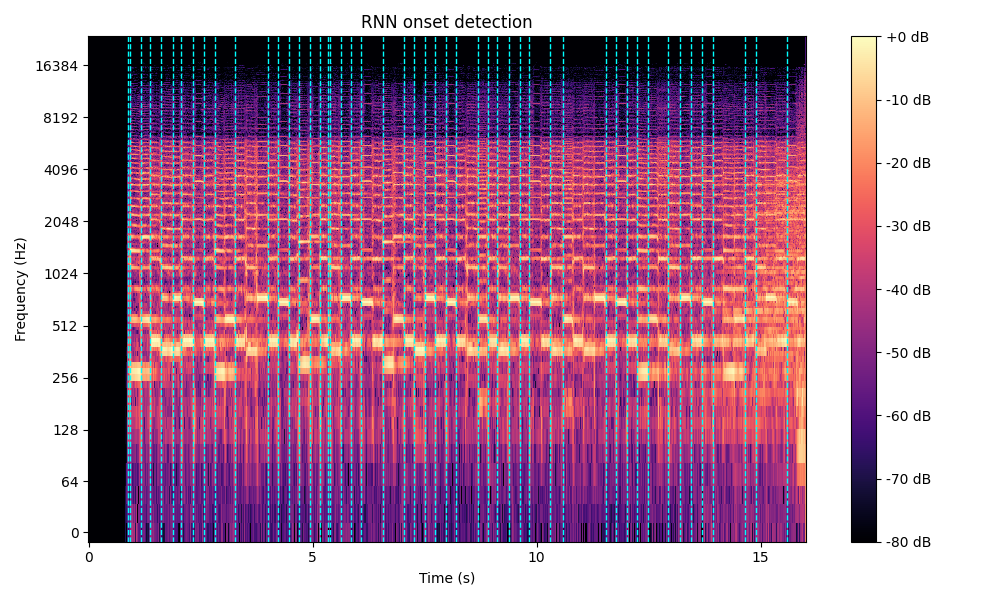 RNN onset detection
Frequency (Hz)
16384
8192
4096
2048
1024
512
256
128
64
0
0
5
10
15
Time (s)
+0 dB
-10 dB
-20 dB
-30 dB
-40 dB
-50 dB
-60 dB
-70 dB
-80 dB